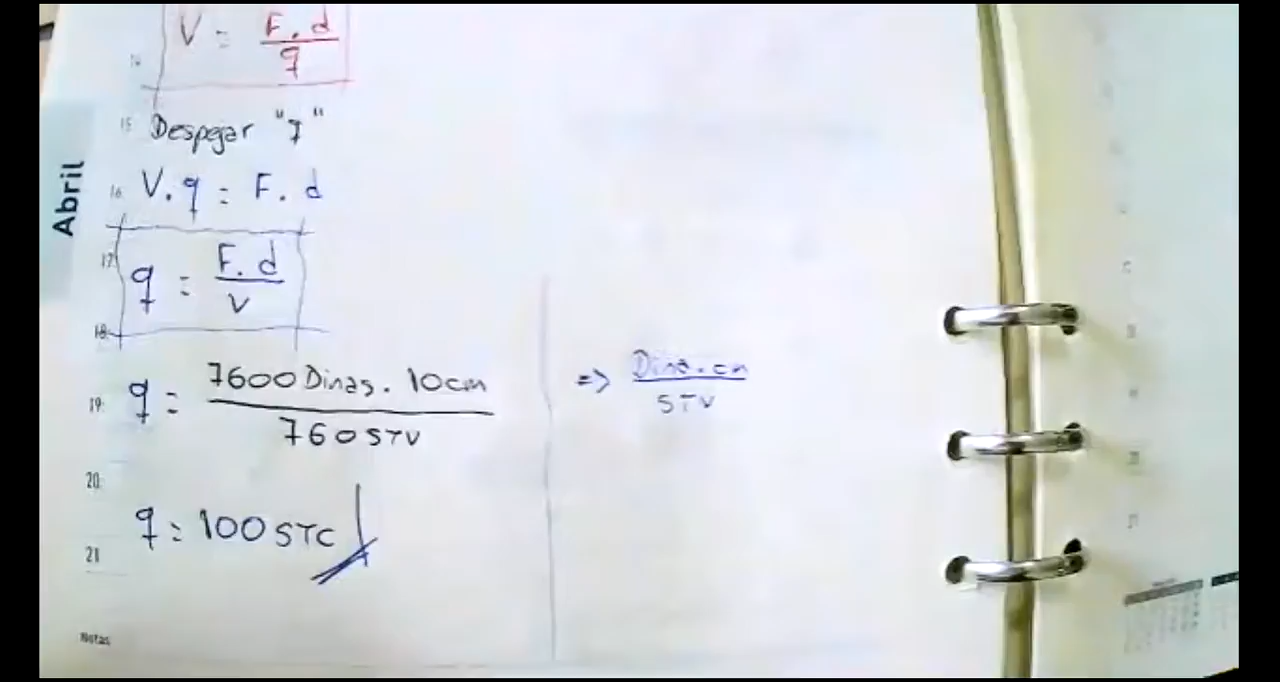 V = F. d
q
15 Despejar "q"
Abril
16 V. q = F. d
17 q = F. d
V
18
19 q = 7600 Dinas. 10cm
760 STV
=> Dina. cm
STV
20
q = 100 STC
21
Notas